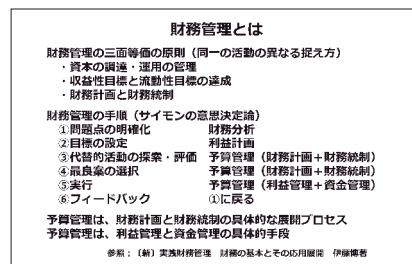 財務管理とは
財務管理の三面等価の原則（同一の活動の異なる捉え方）
・資本の調達・運用の管理
・収益性目標と流動性目標の達成
・財務計画と財務統制
財務管理の手順（サイモンの意思決定論）
①問題点の明確化　財務分析
②目標の設定　利益計画
③代替的活動の探索・評価　予算管理（財務計画＋財務統制）
④最良案の選択　予算管理（財務計画＋財務統制）
⑤実行　予算管理（利益管理＋資金管理）
⑥フィードバック　①に戻る
予算管理は、財務計画と財務統制の具体的な展開プロセス
予算管理は、利益管理と資金管理の具体的手段
参照：〔新〕実践財務管理　財務の基本とその応用展開　伊藤博著